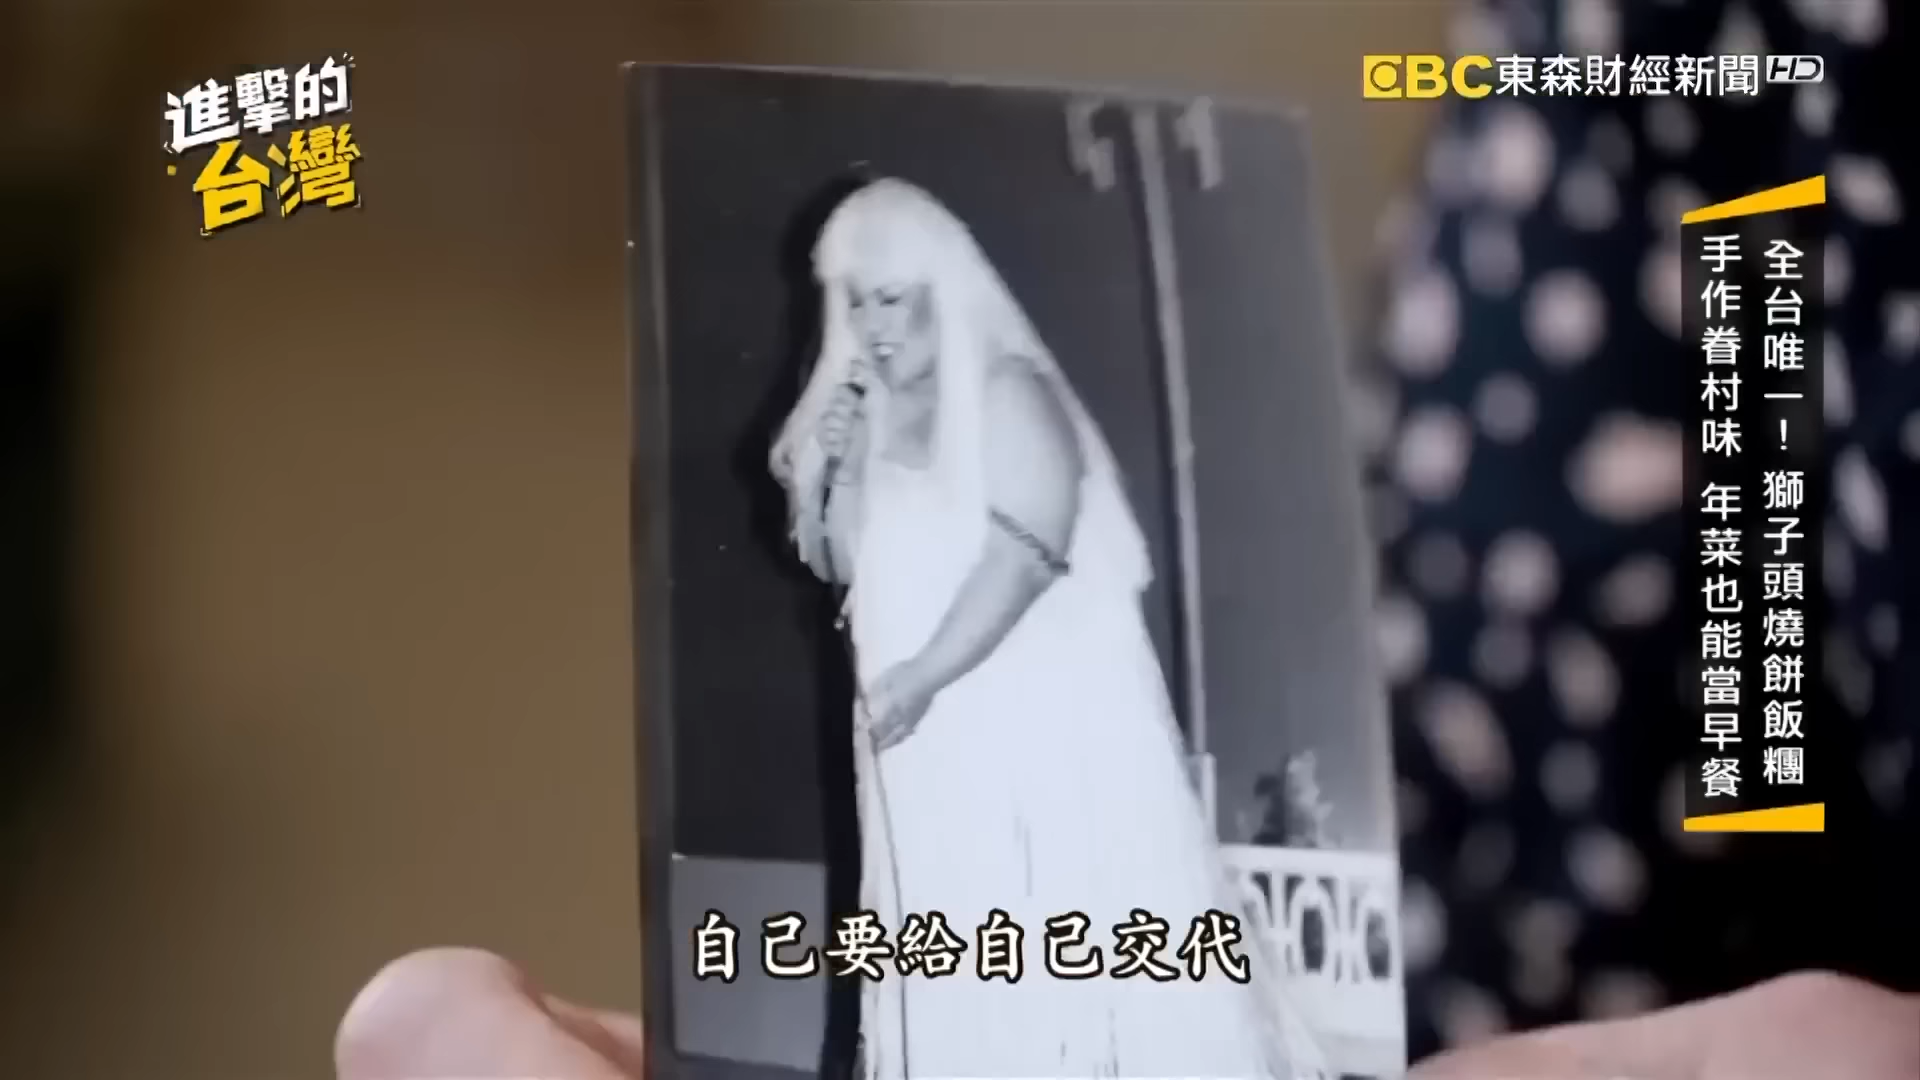 進擊的
台灣
EBC東森財經新聞HD
全台唯一！獅子頭燒餅飯糰
手作眷村味 年菜也能當早餐
自己要給自己交代